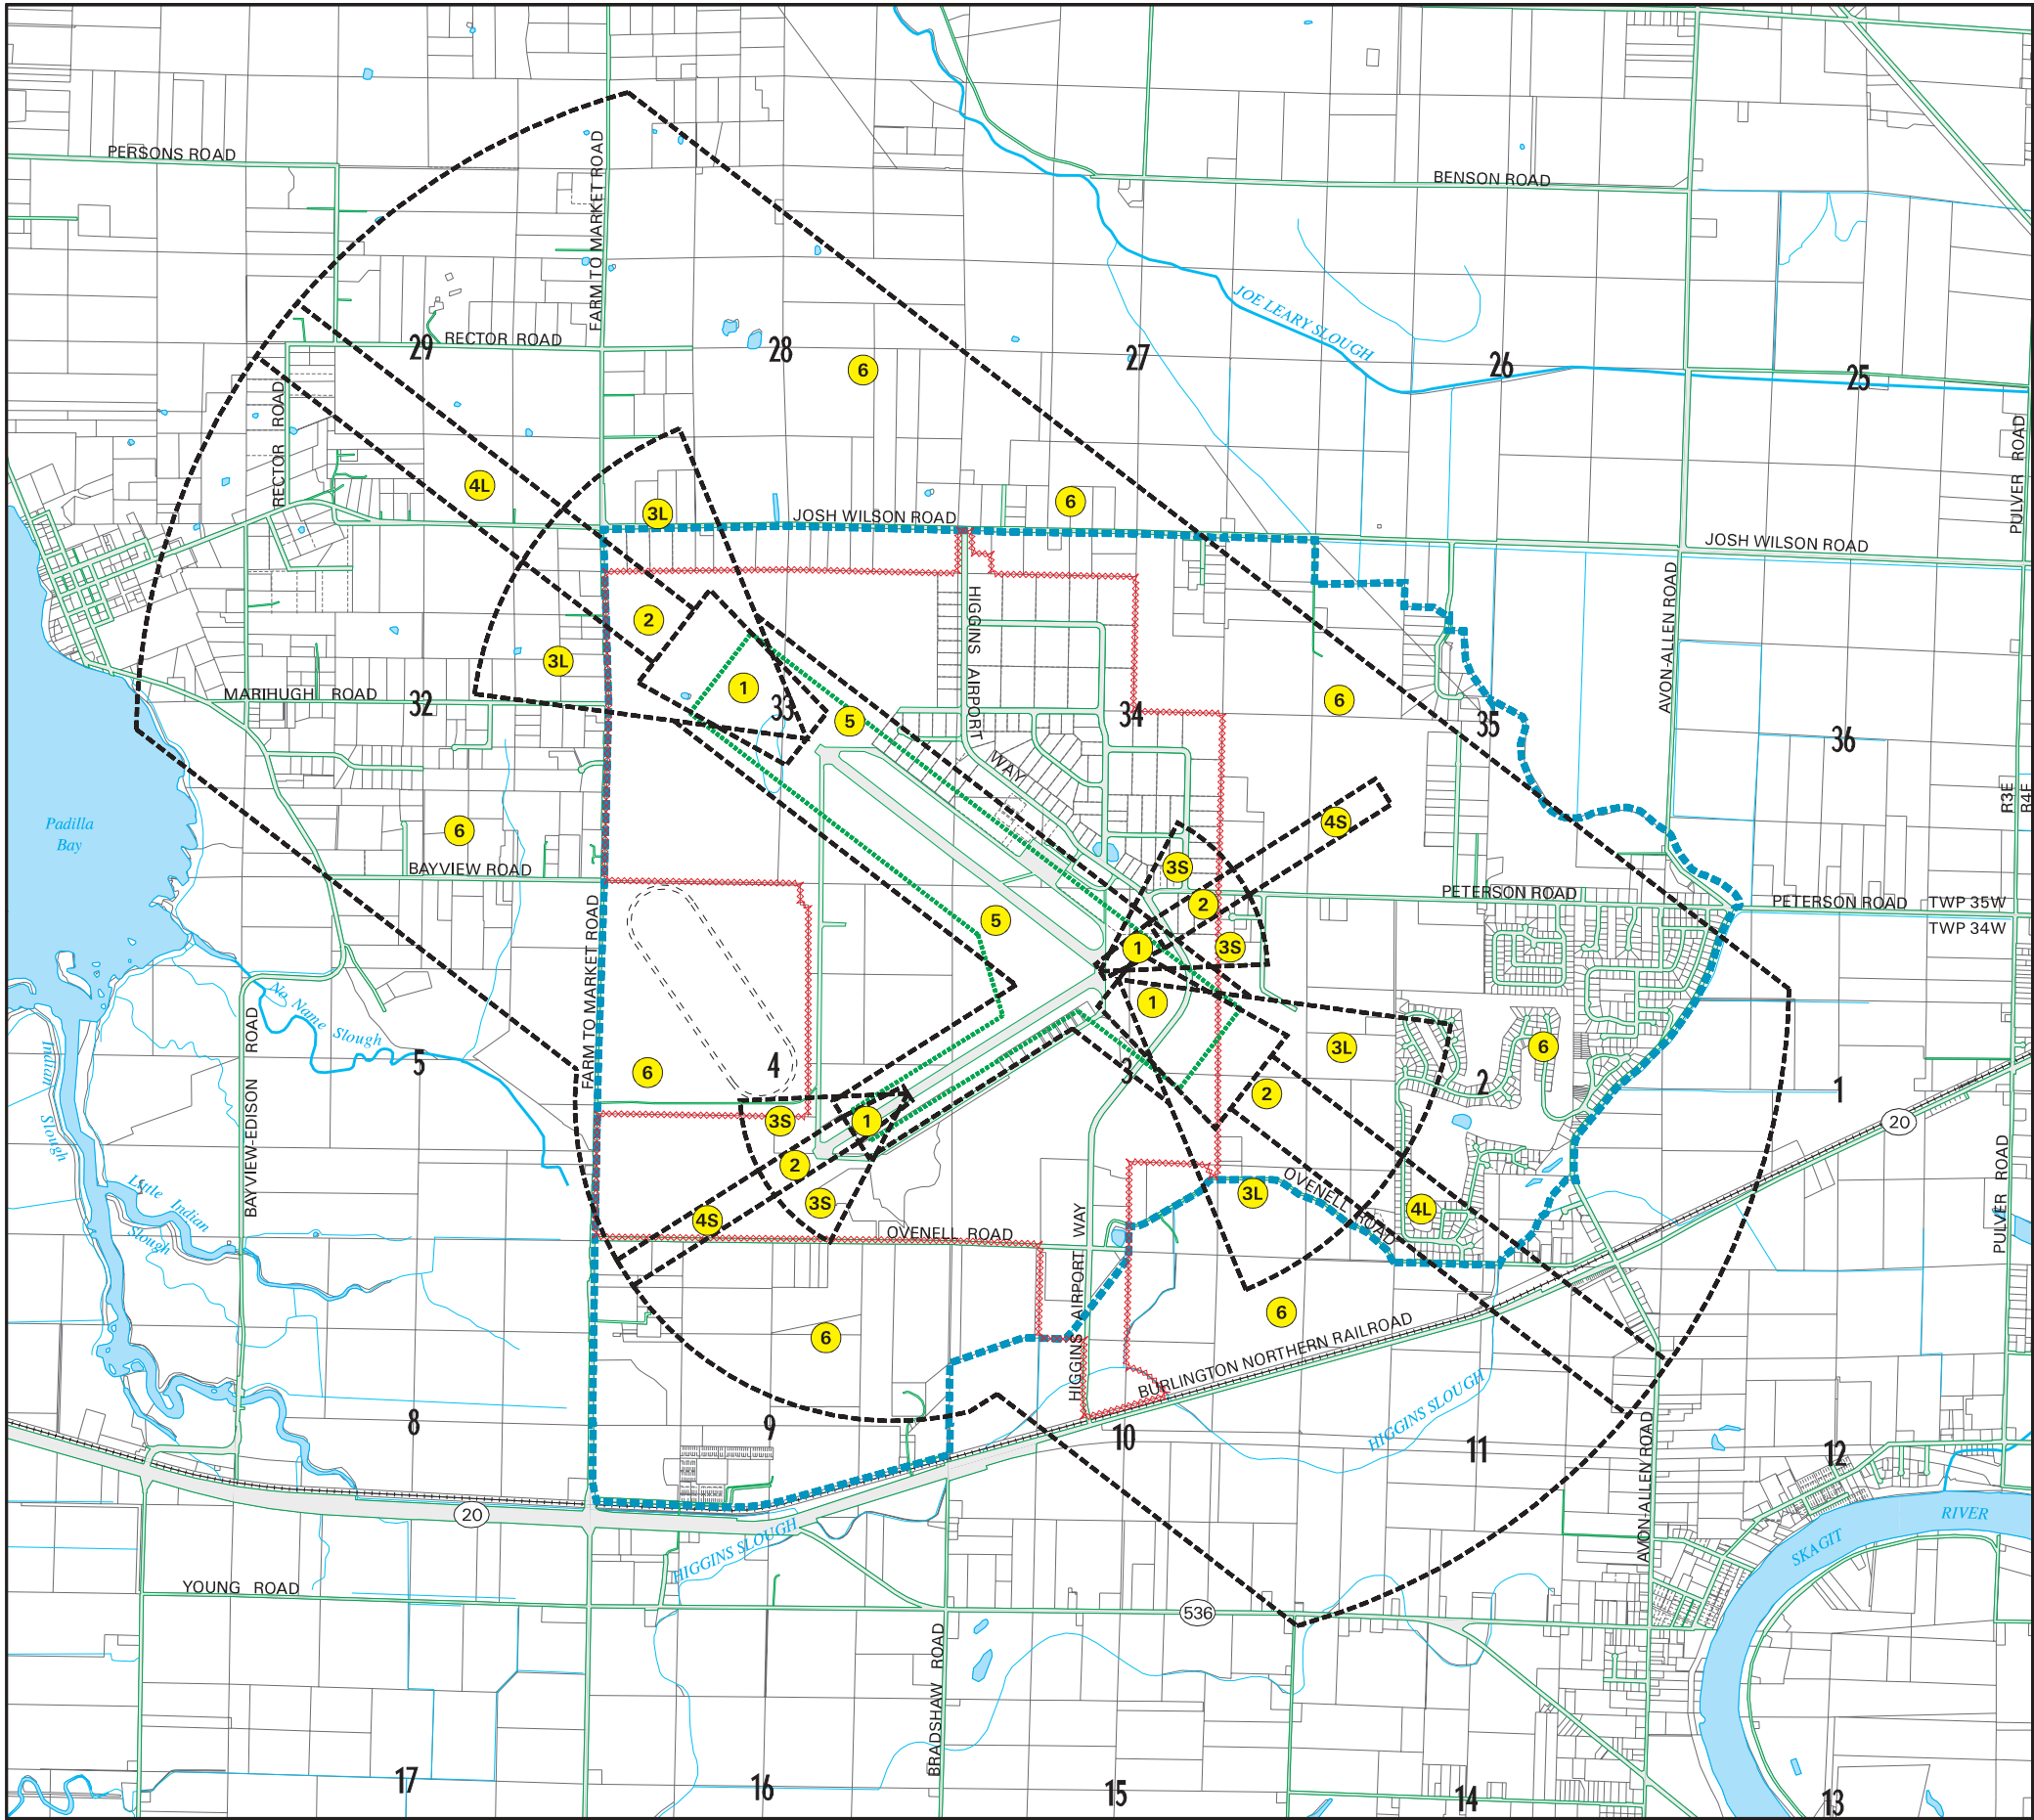 PERSONS ROAD
FARM TO MARKET ROAD
BENSON ROAD
JOE LEARY SLOUGH
29
RECTOR ROAD
28
27
26
25
6
RECTOR ROAD
PULVER ROAD
4L
3L
6
JOSH WILSON ROAD
JOSH WILSON ROAD
HIGGINS AIRPORT WAY
AVON-ALLEN ROAD
2
3L
1
MARIHUGH ROAD
32
33
5
34
6
35
36
R3E
R4E
Padilla
Bay
6
4S
BAYVIEW ROAD
3S
2
PETERSON ROAD
PETERSON ROAD
TWP 35W
TWP 34W
5
1
3S
FARM TO MARKET ROAD
No Name Slough
1
BAYVIEW-EDISON ROAD
Indian Slough
5
6
4
3
3L
6
2
1
2
3S
1
20
2
3S
PULVER ROAD
Little Indian Slough
4S
OVENELL ROAD
HIGGINS AIRPORT WAY
3L
OVENELL ROAD
4L
6
6
BURLINGTON NORTHERN RAILROAD
HIGGINS SLOUGH
8
9
10
11
12
AVON-ALLEN ROAD
20
HIGGINS SLOUGH
SKAGIT RIVER
YOUNG ROAD
536
BRADSHAW ROAD
17
16
15
14
13